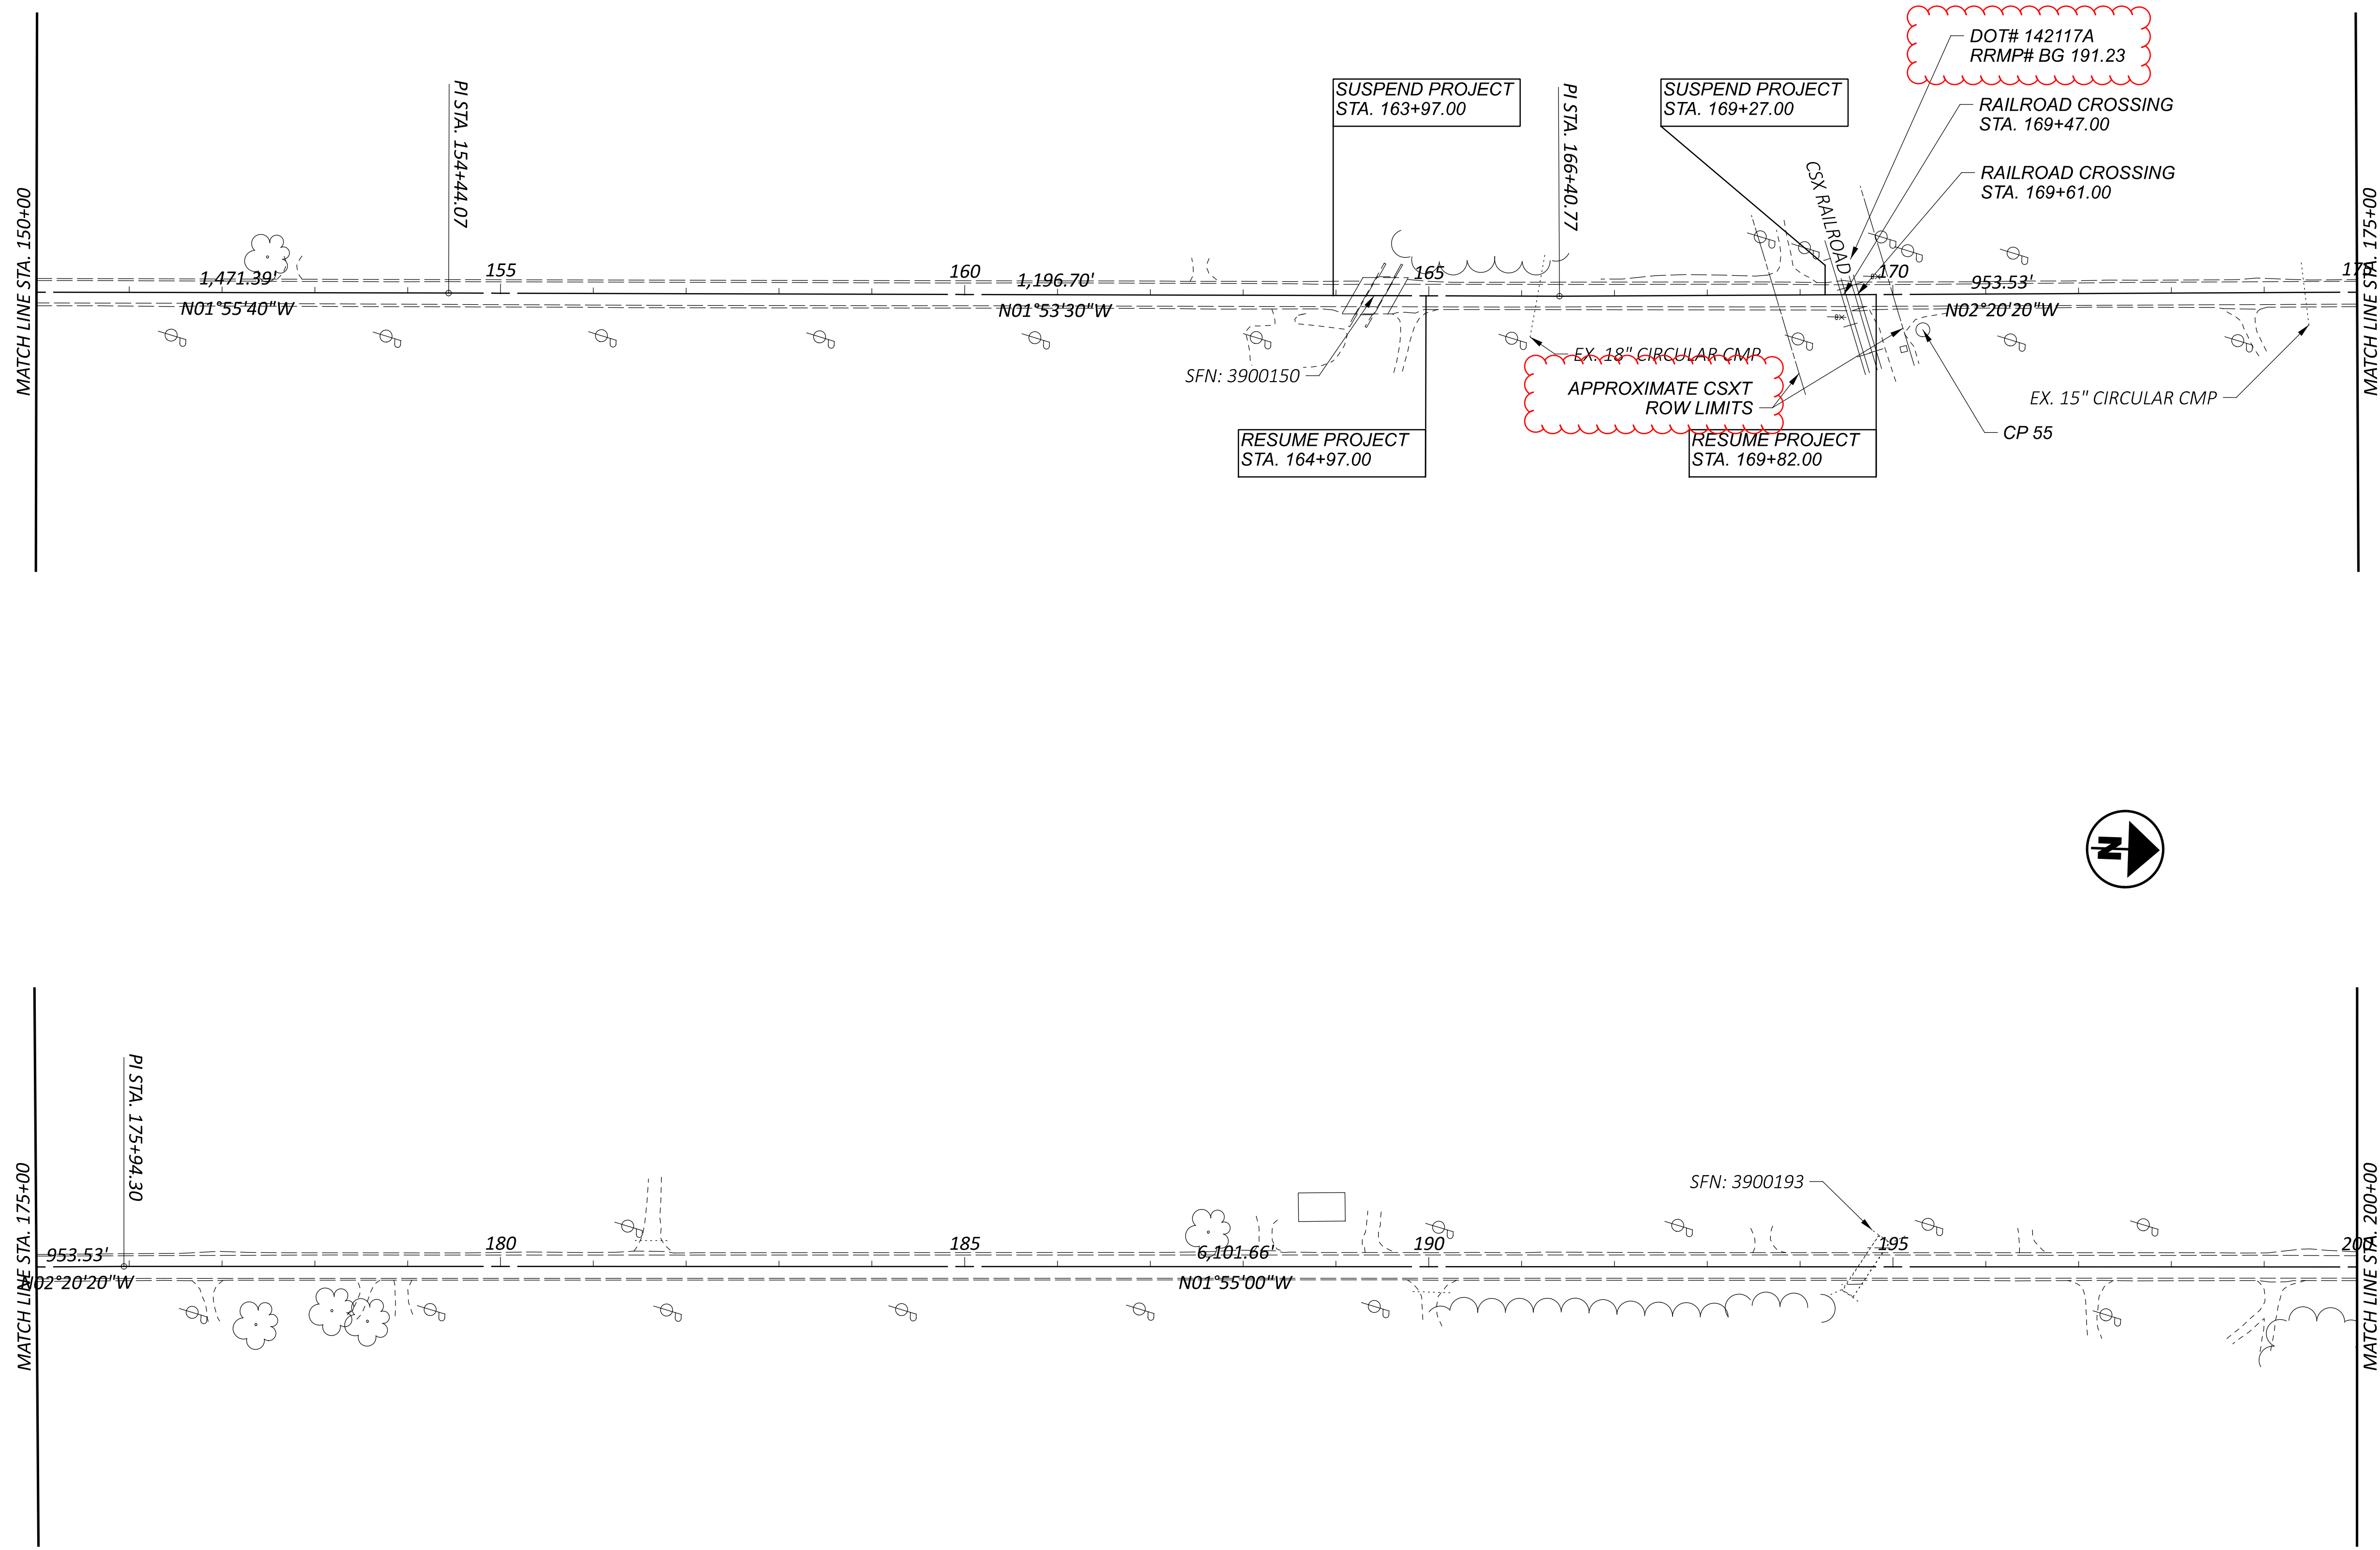 DOT# 142117A
RRMP# BG 191.23
SUSPEND PROJECT
STA. 163+97.00
SUSPEND PROJECT
STA. 169+27.00
RAILROAD CROSSING
STA. 169+47.00
RAILROAD CROSSING
STA. 169+61.00
PI STA. 154+44.07
PI STA. 166+40.77
CSX RAILROAD
MATCH LINE STA. 150+00
MATCH LINE STA. 175+00
1,471.39'
155
160
1,196.70'
165
170
953.53'
175
N01°55'40"W
N01°53'30"W
N02°20'20"W
EX. 18" CIRCULAR CMP
SFN: 3900150
APPROXIMATE CSXT
ROW LIMITS
EX. 15" CIRCULAR CMP
CP 55
RESUME PROJECT
STA. 164+97.00
RESUME PROJECT
STA. 169+82.00
N
PI STA. 175+94.30
MATCH LINE STA. 175+00
MATCH LINE STA. 200+00
SFN: 3900193
953.53'
180
185
6,101.66'
190
195
200
N02°20'20"W
N01°55'00"W